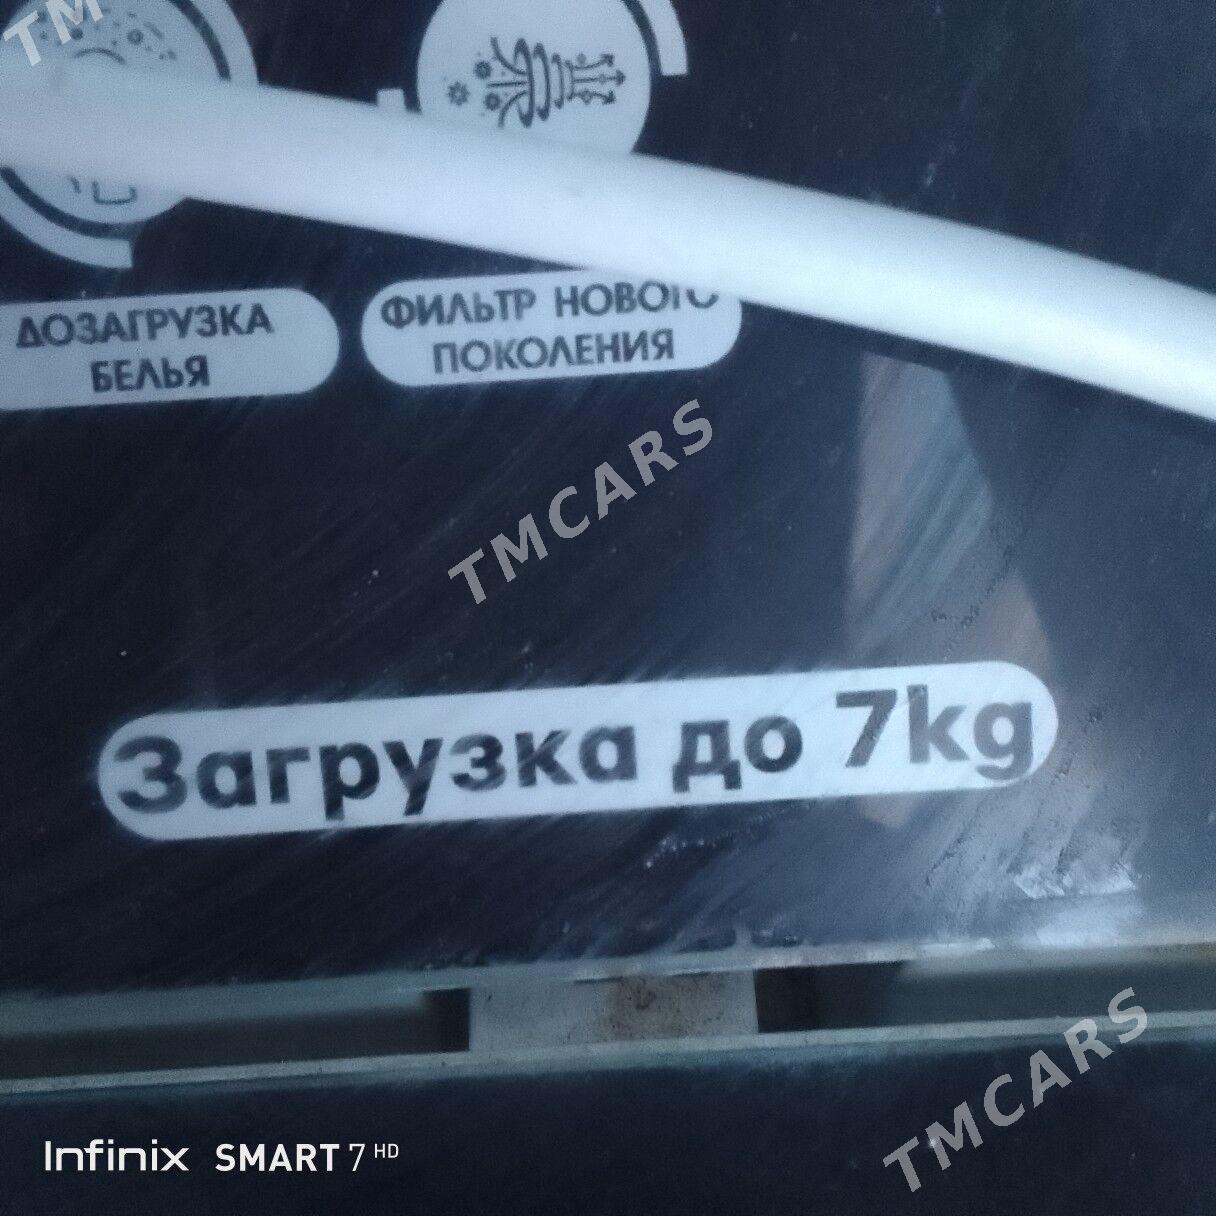 ДОЗАГРУЗКА
БЕЛЬЯ
ФИЛЬТР НОВОГО
ПОКОЛЕНИЯ
TMCARS
Загрузка до 7kg
TMCARS
Infinix SMART 7 HD